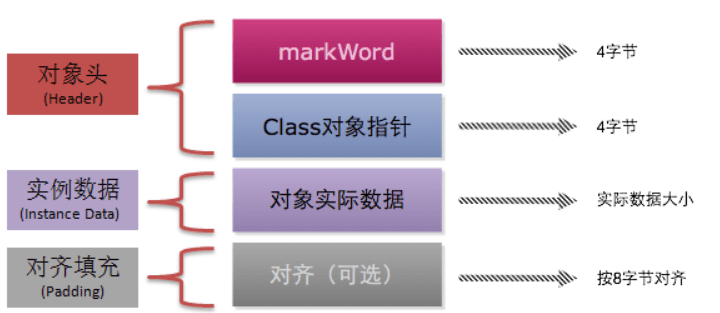 对象头
(Header)
markWord
4字节
Class对象指针
4字节
实例数据
(Instance Data)
对象实际数据
实际数据大小
对齐填充
(Padding)
对齐（可选）
按8字节对齐